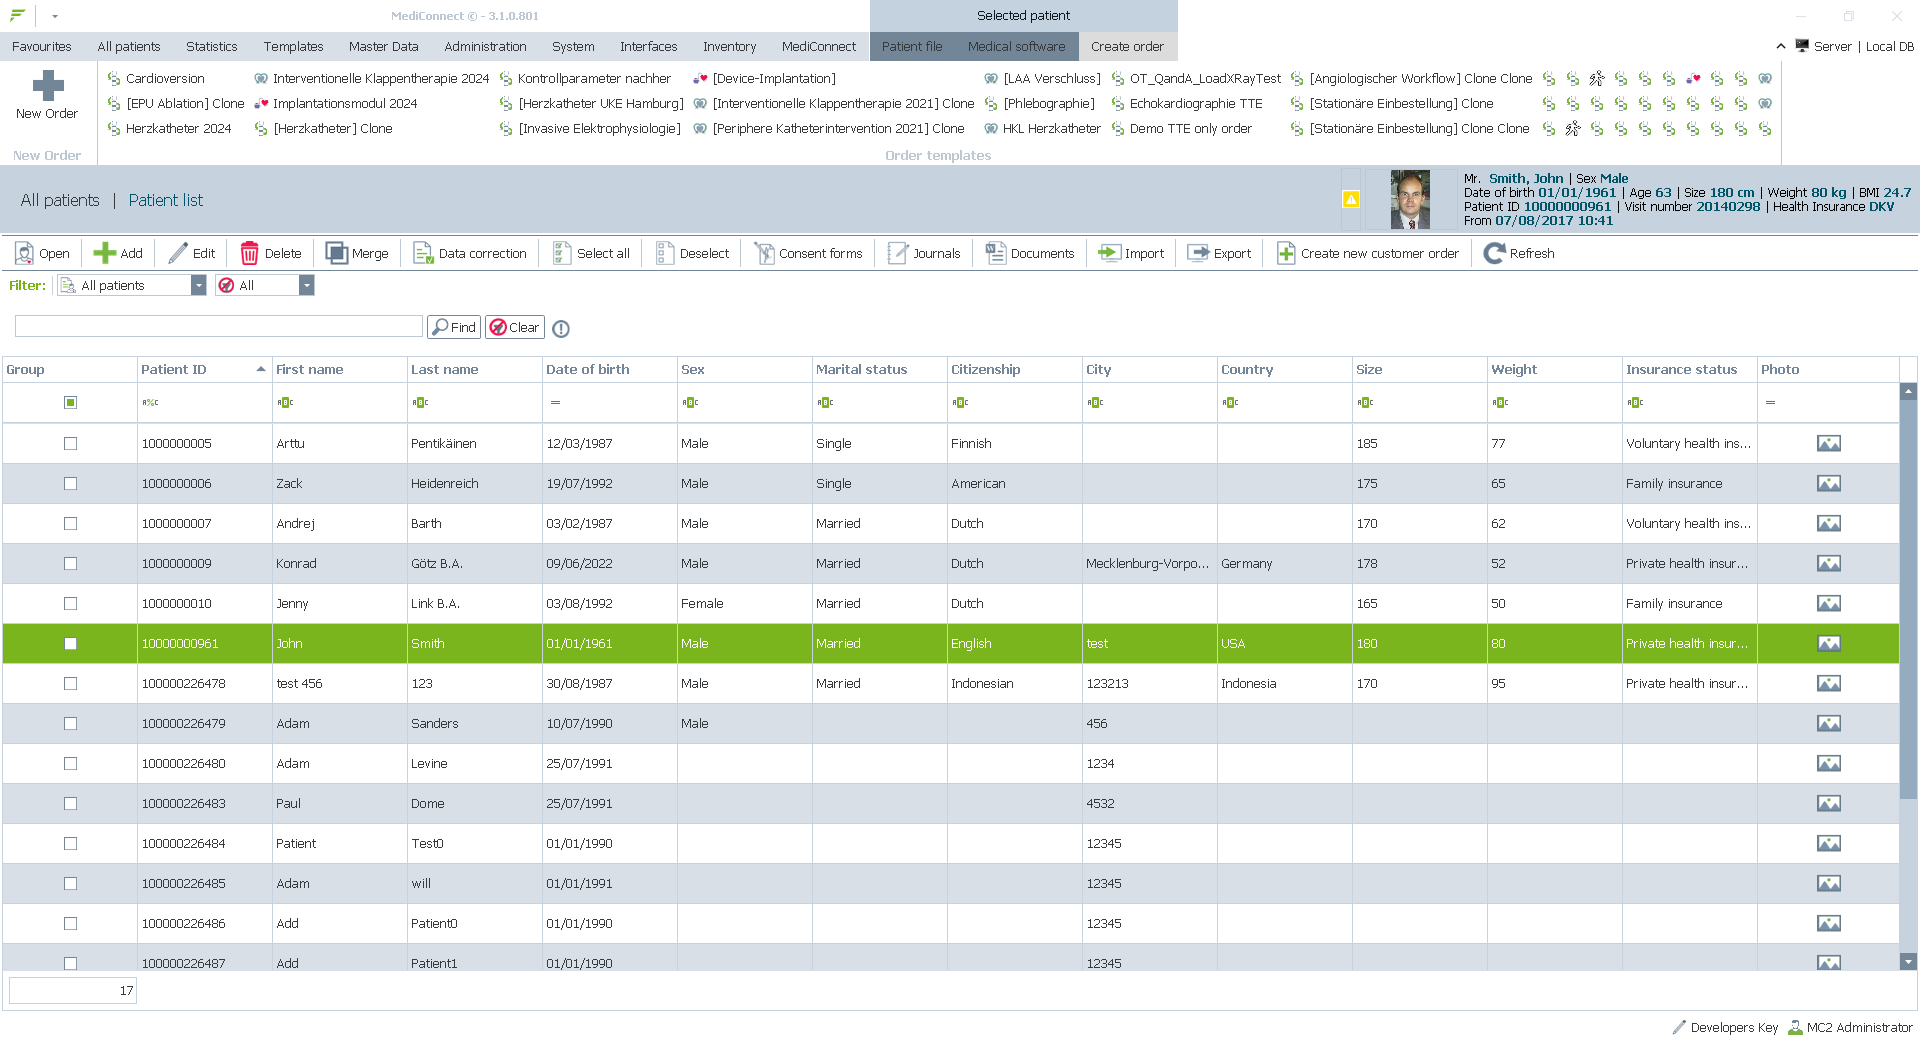 MediConnect © - 3.1.0.801
Selected patient
Favourites All patients Statistics Templates Master Data Administration System Interfaces Inventory MediConnect Patient file Medical software Create order Server | Local DB
New Order
Cardioversion Interventionelle Klappentherapie 2024 Kontrollparameter nachher [Device-Implantation] [LAA Verschluss] OT_QandA_LoadXRayTest [Angiologischer Workflow] Clone Clone
[EPU Ablation] Clone Implantationsmodul 2024 [Herzkatheter UKE Hamburg] [Interventionelle Klappentherapie 2021] Clone [Phlebographie] Echokardiographie TTE [Stationäre Einbestellung] Clone
Herzkatheter 2024 [Herzkatheter] Clone [Invasive Elektrophysiologie] [Periphere Katheterintervention 2021] Clone HKL Herzkatheter Demo TTE only order [Stationäre Einbestellung] Clone Clone
New Order Order templates
All patients | Patient list
Mr. Smith, John | Sex Male
Date of birth 01/01/1961 | Age 63 | Size 180 cm | Weight 80 kg | BMI 24.7
Patient ID 10000000961 | Visit number 20140298 | Health Insurance DKV
From 07/08/2017 10:41
Open Add Edit Delete Merge Data correction Select all Deselect Consent forms Journals Documents Import Export Create new customer order Refresh
Filter: All patients All
Find Clear
Group Patient ID First name Last name Date of birth Sex Marital status Citizenship City Country Size Weight Insurance status Photo
1000000005 Arttu Pentikäinen 12/03/1987 Male Single Finnish 185 77 Voluntary health ins...
1000000006 Zack Heidenreich 19/07/1992 Male Single American 175 65 Family insurance
1000000007 Andrej Barth 03/02/1987 Male Married Dutch 170 62 Voluntary health ins...
1000000009 Konrad Götz B.A. 09/06/2022 Male Married Dutch Mecklenburg-Vorpo... Germany 178 52 Private health insur...
1000000010 Jenny Link B.A. 03/08/1992 Female Married Dutch 165 50 Family insurance
10000000961 John Smith 01/01/1961 Male Married English test USA 180 80 Private health insur...
100000226478 test 456 123 30/08/1987 Male Married Indonesian 123213 Indonesia 170 95 Private health insur...
100000226479 Adam Sanders 10/07/1990 Male 456
100000226480 Adam Levine 25/07/1991 1234
100000226483 Paul Dome 25/07/1991 4532
100000226484 Patient Test0 01/01/1990 12345
100000226485 Adam will 01/01/1991 12345
100000226486 Add Patient0 01/01/1990 12345
100000226487 Add Patient1 01/01/1990 12345
17
Developers Key MC2 Administrator